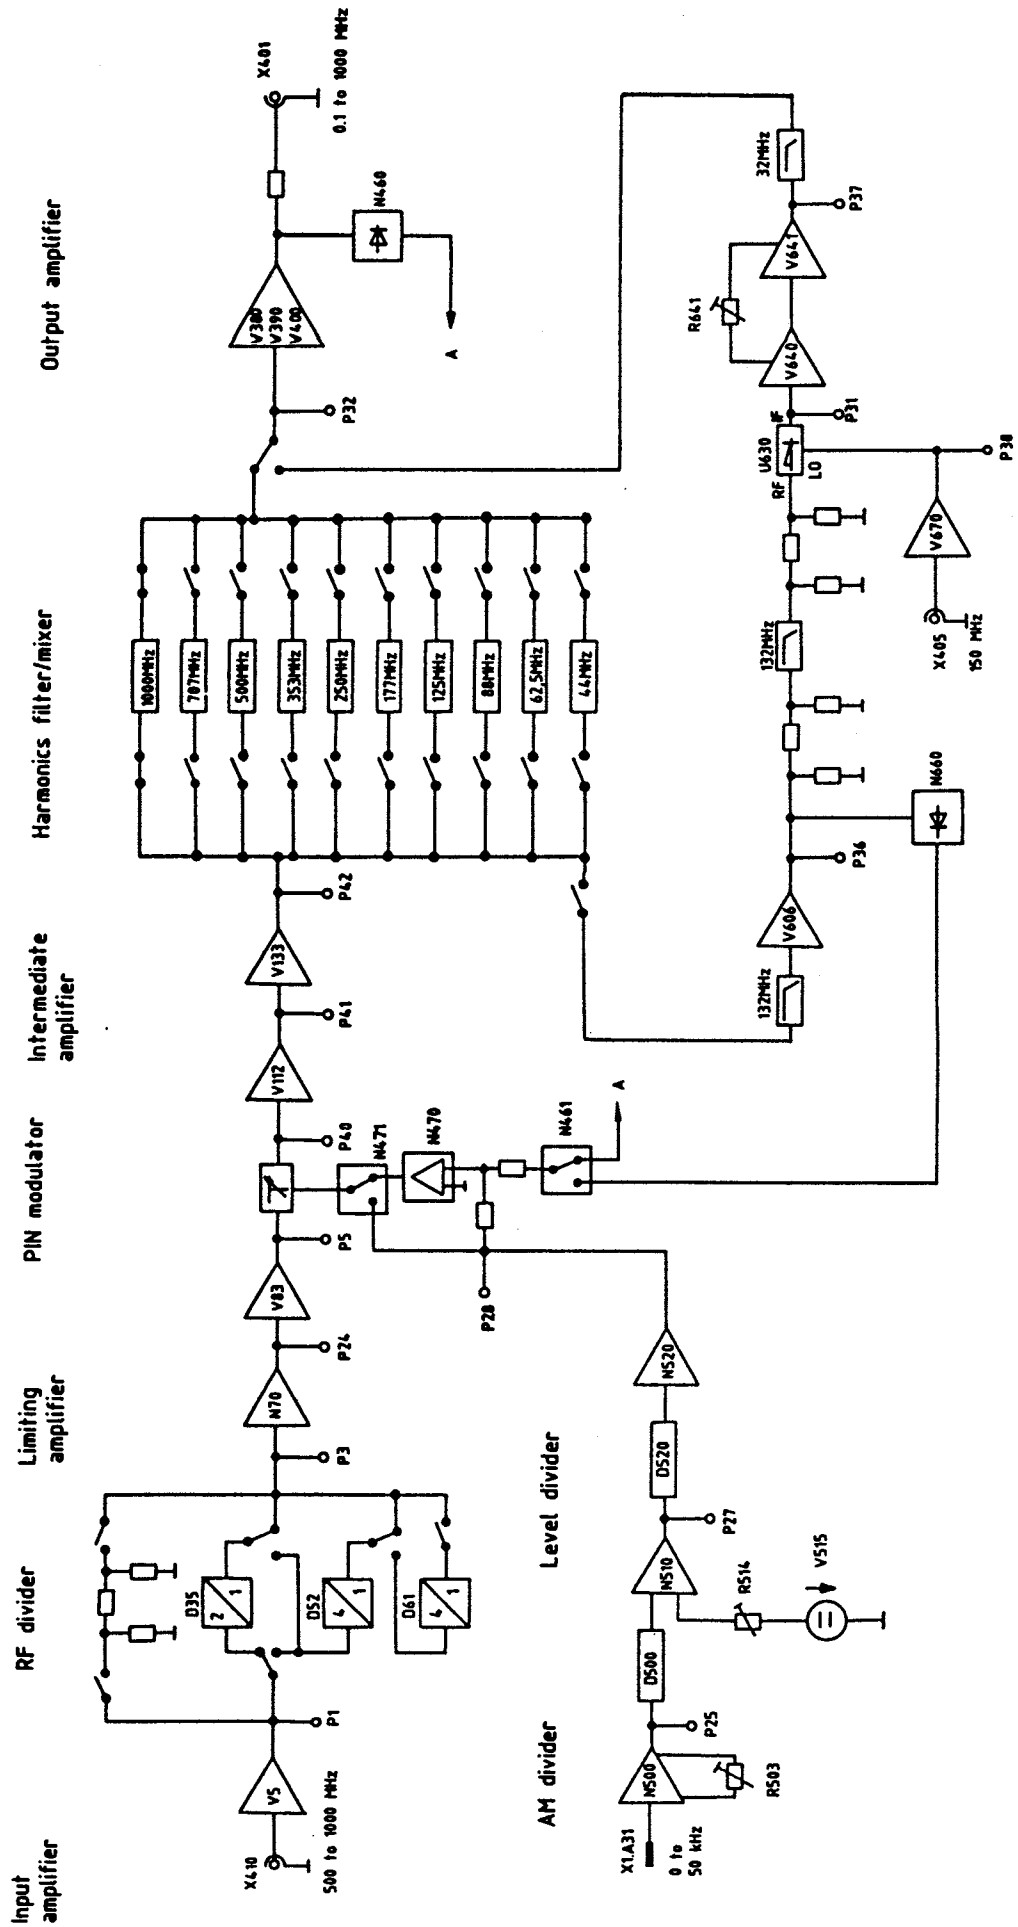 Input
amplifier
RF divider
Limiting
amplifier
PIN modulator
Intermediate
amplifier
Harmonics filter/mixer
Output amplifier
X410
500 to 1000 MHz
V5
P1
D35
2
1
D52
4
1
D61
4
1
P3
N70
P24
V83
P5
P40
V112
P41
V133
P42
1000MHz
707MHz
500MHz
353MHz
250MHz
177MHz
125MHz
88MHz
62,5MHz
44MHz
P32
V380
V390
V400
N460
A
X401
0.1 to 1000 MHz
N471
N470
N461
A
P28
AM divider
Level divider
X1.A31
0 to
50 kHz
N500
R503
P25
D500
N510
R514
V515
P27
D520
N520
132MHz
V606
P36
N660
132MHz
RF
U630
IF
LO
P31
X405
150 MHz
V670
P38
V640
R641
V641
P37
32MHz